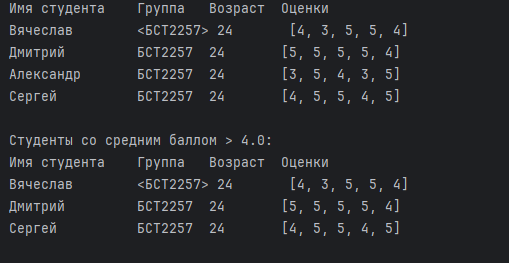 Имя студента    Группа   Возраст  Оценки
Вячеслав        <БСТ2257> 24       [4, 3, 5, 5, 4]
Дмитрий         БСТ2257  24       [5, 5, 5, 5, 4]
Александр       БСТ2257  24       [3, 5, 4, 3, 5]
Сергей          БСТ2257  24       [4, 5, 5, 4, 5]

Студенты со средним баллом > 4.0:
Имя студента    Группа   Возраст  Оценки
Вячеслав        <БСТ2257> 24       [4, 3, 5, 5, 4]
Дмитрий         БСТ2257  24       [5, 5, 5, 5, 4]
Сергей          БСТ2257  24       [4, 5, 5, 4, 5]